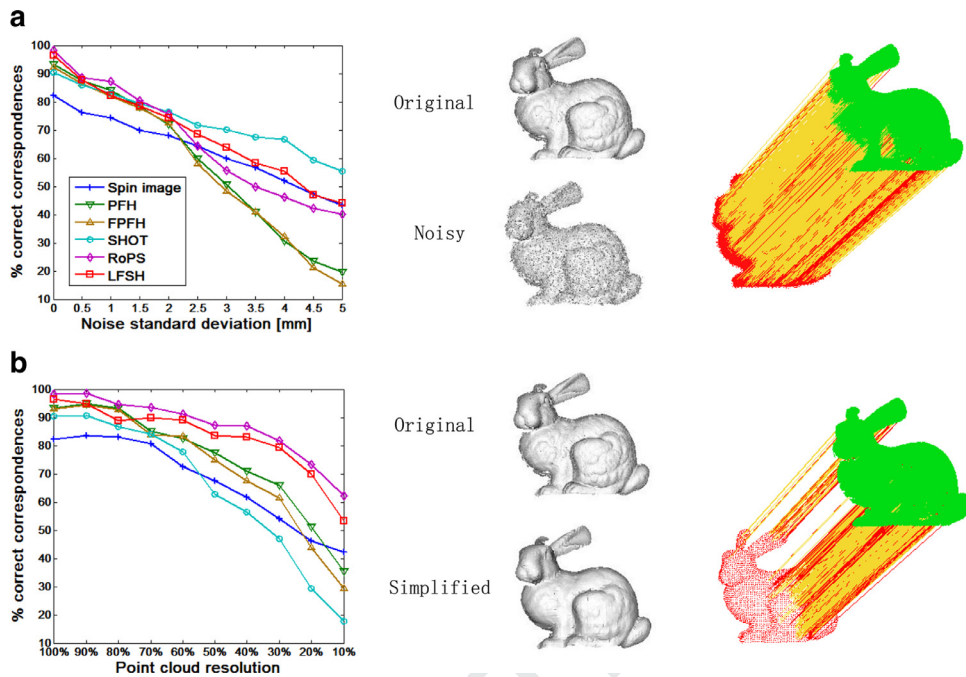 a
% correct correspondences
100
90
80
70
60
50
40
30
20
10
Spin image
PFH
FPFH
SHOT
RoPS
LFSH
0 0.5 1 1.5 2 2.5 3 3.5 4 4.5 5
Noise standard deviation [mm]
Original
Noisy
b
% correct correspondences
100
90
80
70
60
50
40
30
20
10
100% 90% 80% 70% 60% 50% 40% 30% 20% 10%
Point cloud resolution
Original
Simplified